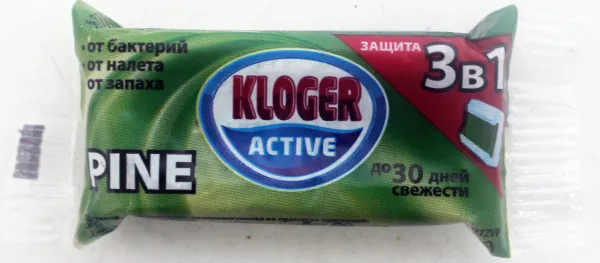 • от бактерий
• от налета
от запаха
KLOGER
ACTIVE
PINE
ЗАЩИТА
3в1
до 30 дней
свежести